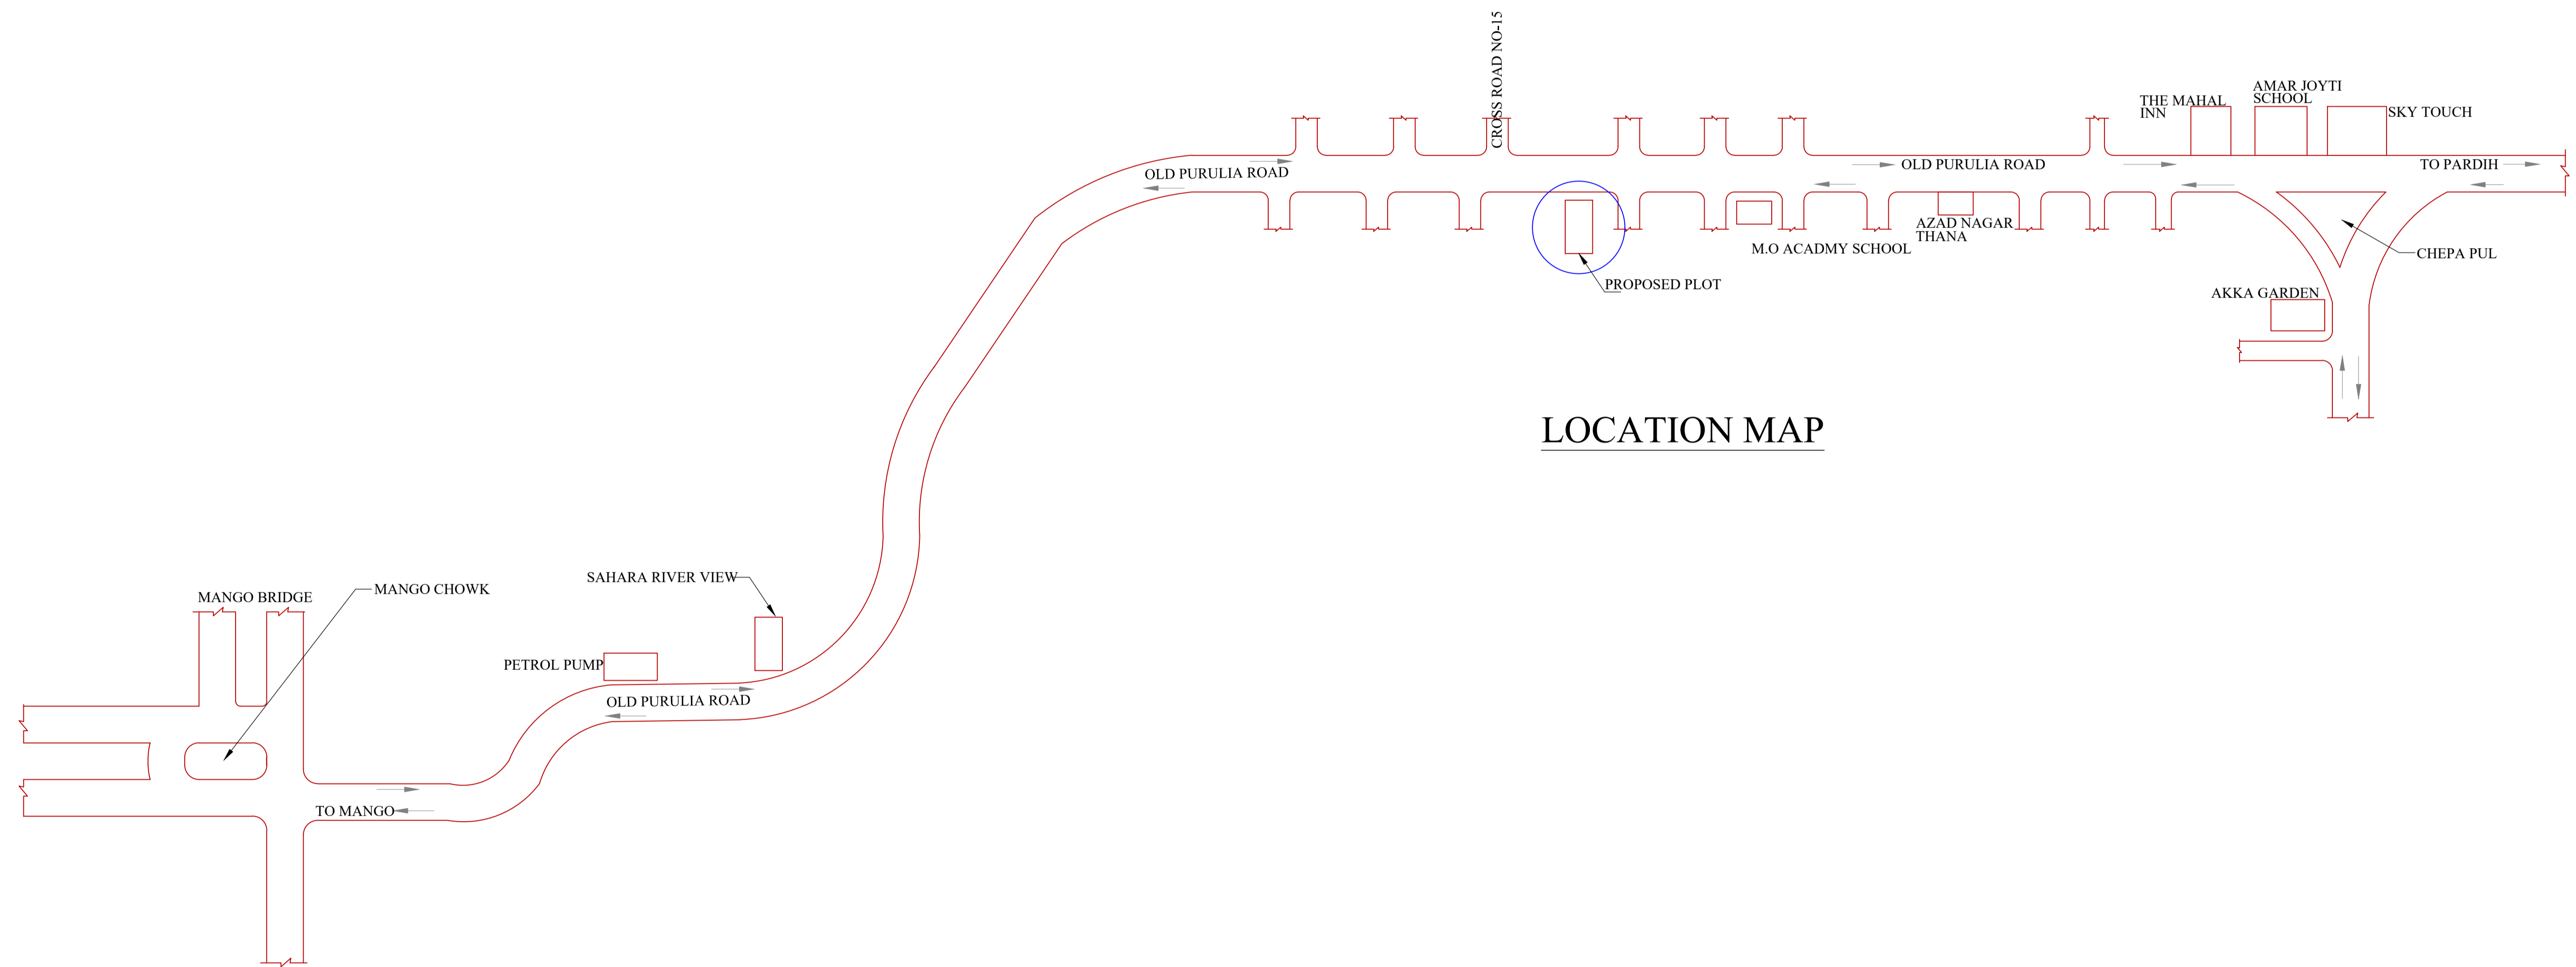 CROSS ROAD NO-15
THE MAHAL
INN
AMAR JOYTI
SCHOOL
SKY TOUCH
OLD PURULIA ROAD
OLD PURULIA ROAD
TO PARDIH
AZAD NAGAR
THANA
M.O ACADMY SCHOOL
CHEPA PUL
PROPOSED PLOT
AKKA GARDEN
LOCATION MAP
SAHARA RIVER VIEW
MANGO BRIDGE
MANGO CHOWK
PETROL PUMP
OLD PURULIA ROAD
TO MANGO